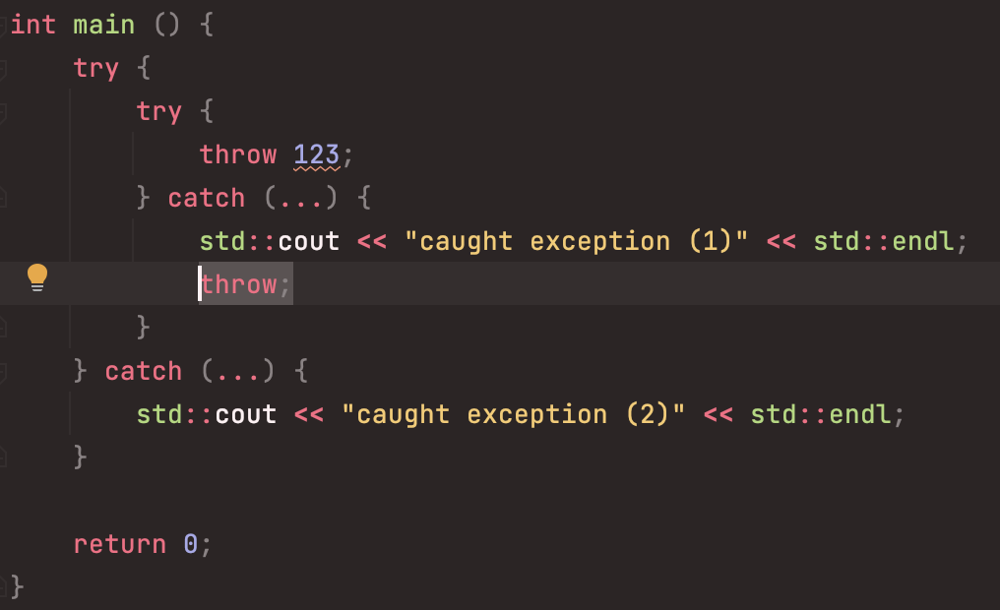 int main () {
    try {
        try {
            throw 123;
        } catch (...) {
            std::cout << "caught exception (1)" << std::endl;
            throw;
        }
    } catch (...) {
        std::cout << "caught exception (2)" << std::endl;
    }

    return 0;
}